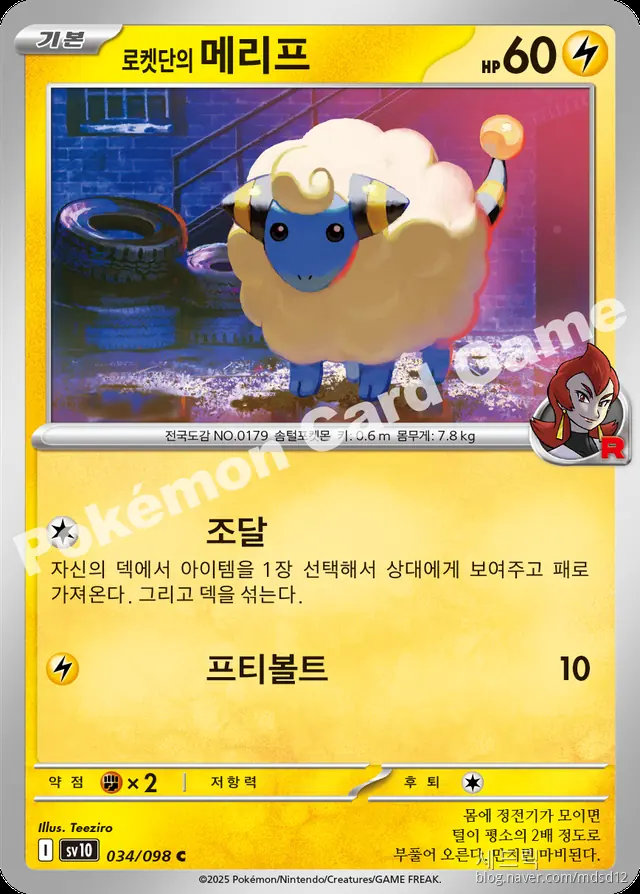 기본
로켓단의 메리프
HP 60
Pokémon Card Game
전국도감 NO.0179 솜털포켓몬 키: 0.6 m 몸무게: 7.8 kg
R
조달
자신의 덱에서 아이템을 1장 선택해서 상대에게 보여주고 패로
가져온다. 그리고 덱을 섞는다.
프티볼트 10
약점 ×2 저항력 후퇴
몸에 정전기가 모이면
털이 평소의 2배 정도로
부풀어 오른다. 만지면 마비된다.
Illus. Teeziro
I sv10 034/098 C
blog.naver.com/mdsd12
©2025 Pokémon/Nintendo/Creatures/GAME FREAK.